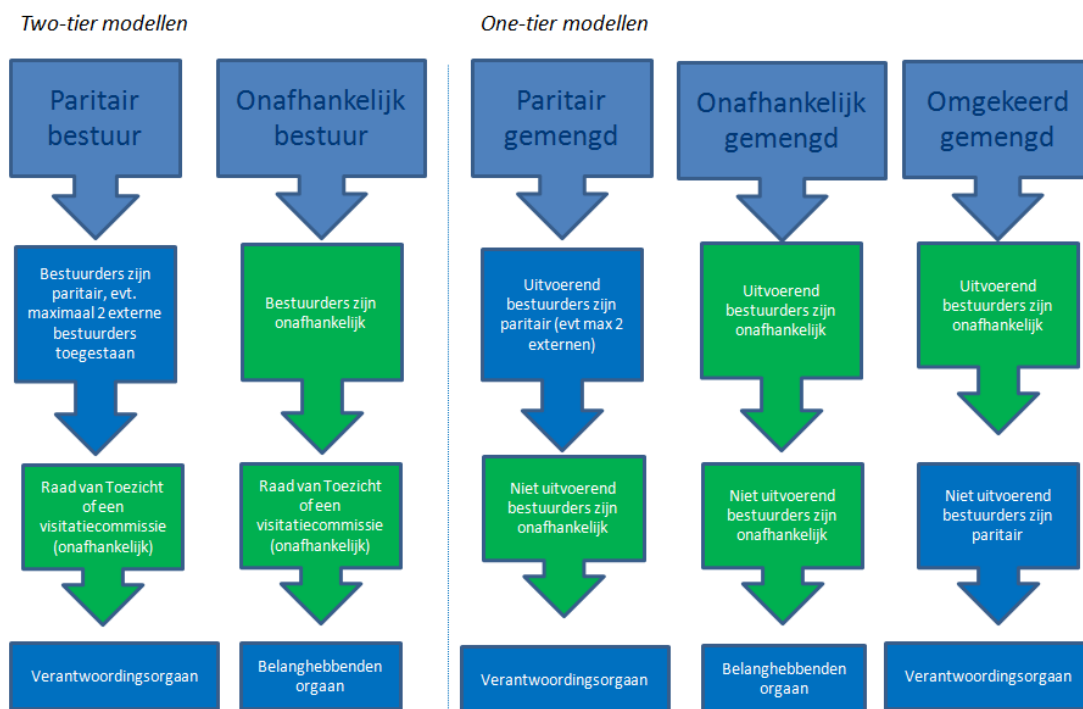 Two-tier modellen
One-tier modellen
Paritair
bestuur
Onafhankelijk
bestuur
Paritair
gemengd
Onafhankelijk
gemengd
Omgekeerd
gemengd
Bestuurders zijn
paritair, evt.
maximaal 2 externe
bestuurders
toegestaan
Bestuurders zijn
onafhankelijk
Uitvoerend
bestuurders zijn
paritair (evt max 2
externen)
Uitvoerend
bestuurders zijn
onafhankelijk
Uitvoerend
bestuurders zijn
onafhankelijk
Raad van Toezicht
of een
visitatiecommissie
(onafhankelijk)
Raad van Toezicht
of een
visitatiecommissie
(onafhankelijk)
Niet uitvoerend
bestuurders zijn
onafhankelijk
Niet uitvoerend
bestuurders zijn
onafhankelijk
Niet uitvoerend
bestuurders zijn
paritair
Verantwoordingsorgaan
Belanghebbenden
orgaan
Verantwoordingsorgaan
Belanghebbenden
orgaan
Verantwoordingsorgaan